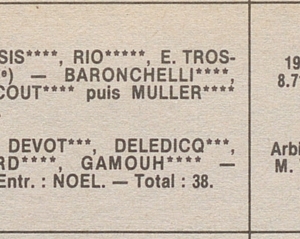 SIS****, RIO*****, E. TROS-
*) — BARONCHELLI****,
COUT**** puis MULLER****
DEVOT***, DELEDICQ***,
RD****, GAMOUH**** —
Entr. : NOEL. — Total : 38.
19
8.7
Arbi
M.